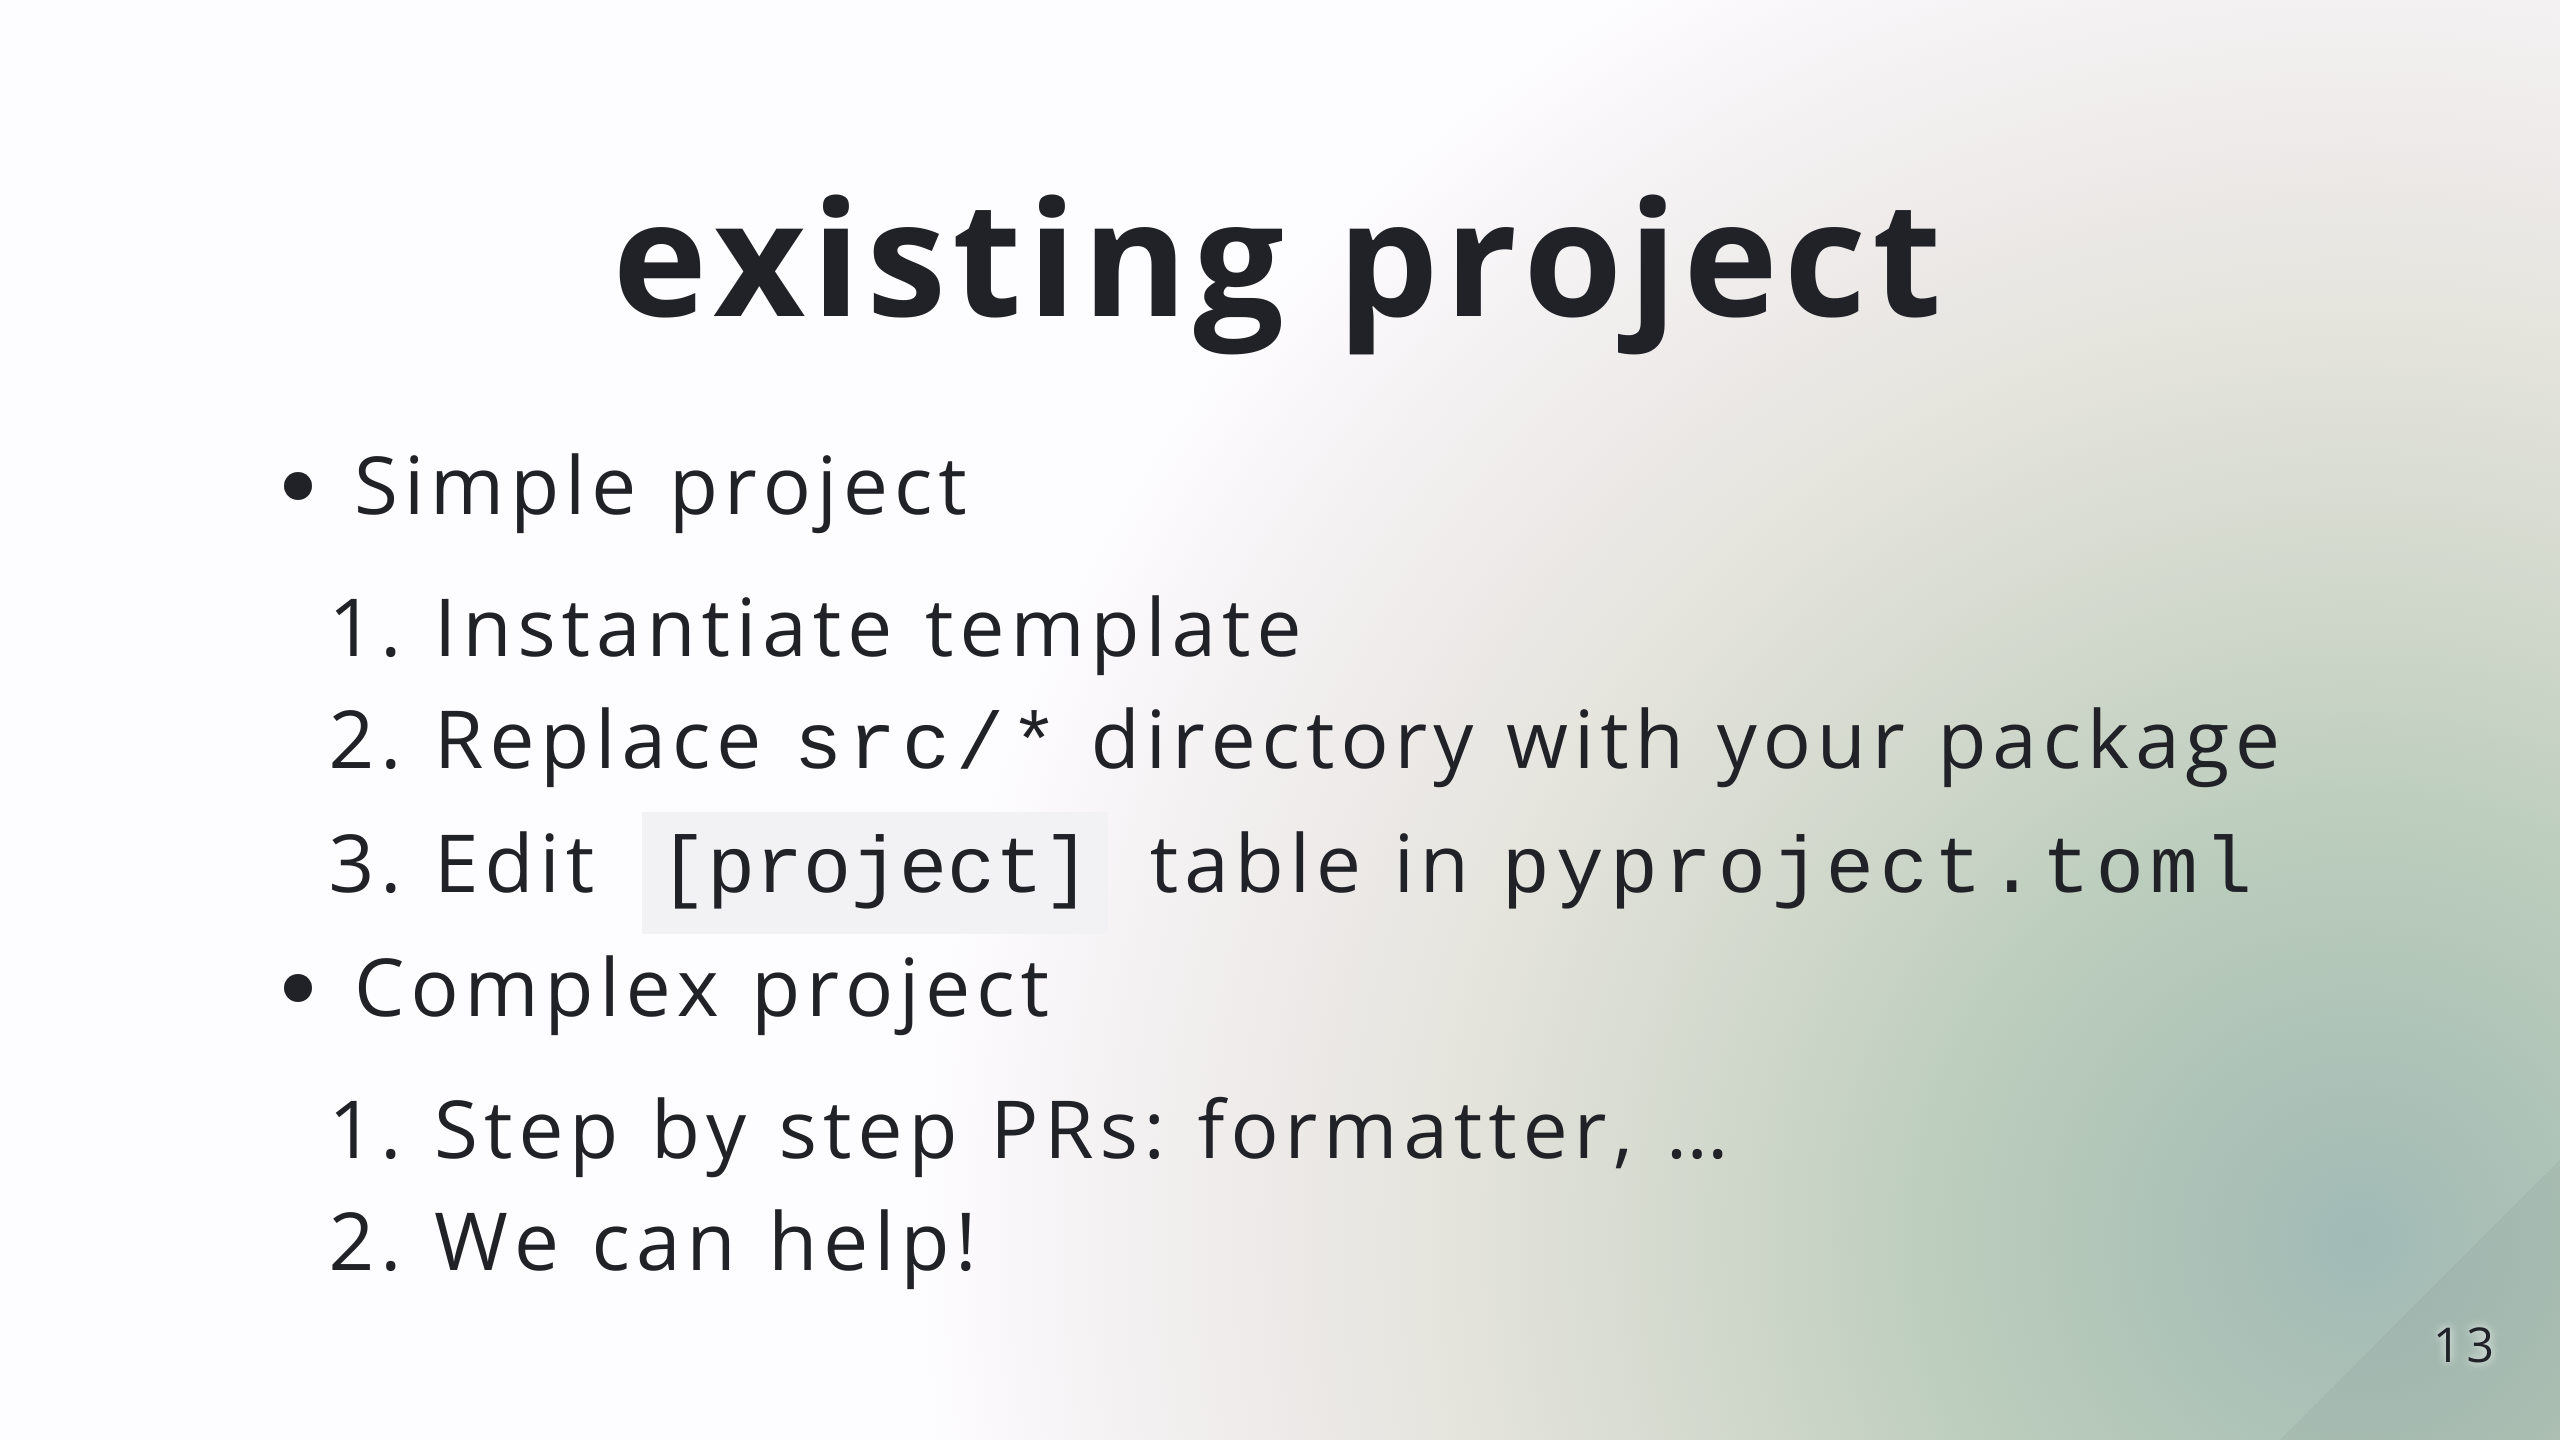 existing project
• Simple project
1. Instantiate template
2. Replace src/* directory with your package
3. Edit [project] table in pyproject.toml
• Complex project
1. Step by step PRs: formatter, …
2. We can help!
13